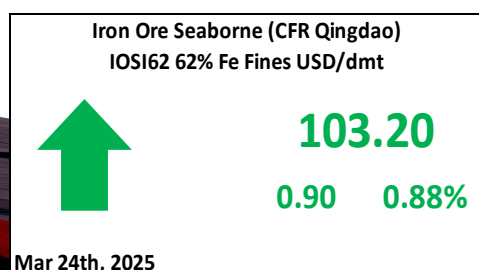 Iron Ore Seaborne (CFR Qingdao)
IOSI62 62% Fe Fines USD/dmt
103.20
0.90 0.88%
Mar 24th, 2025